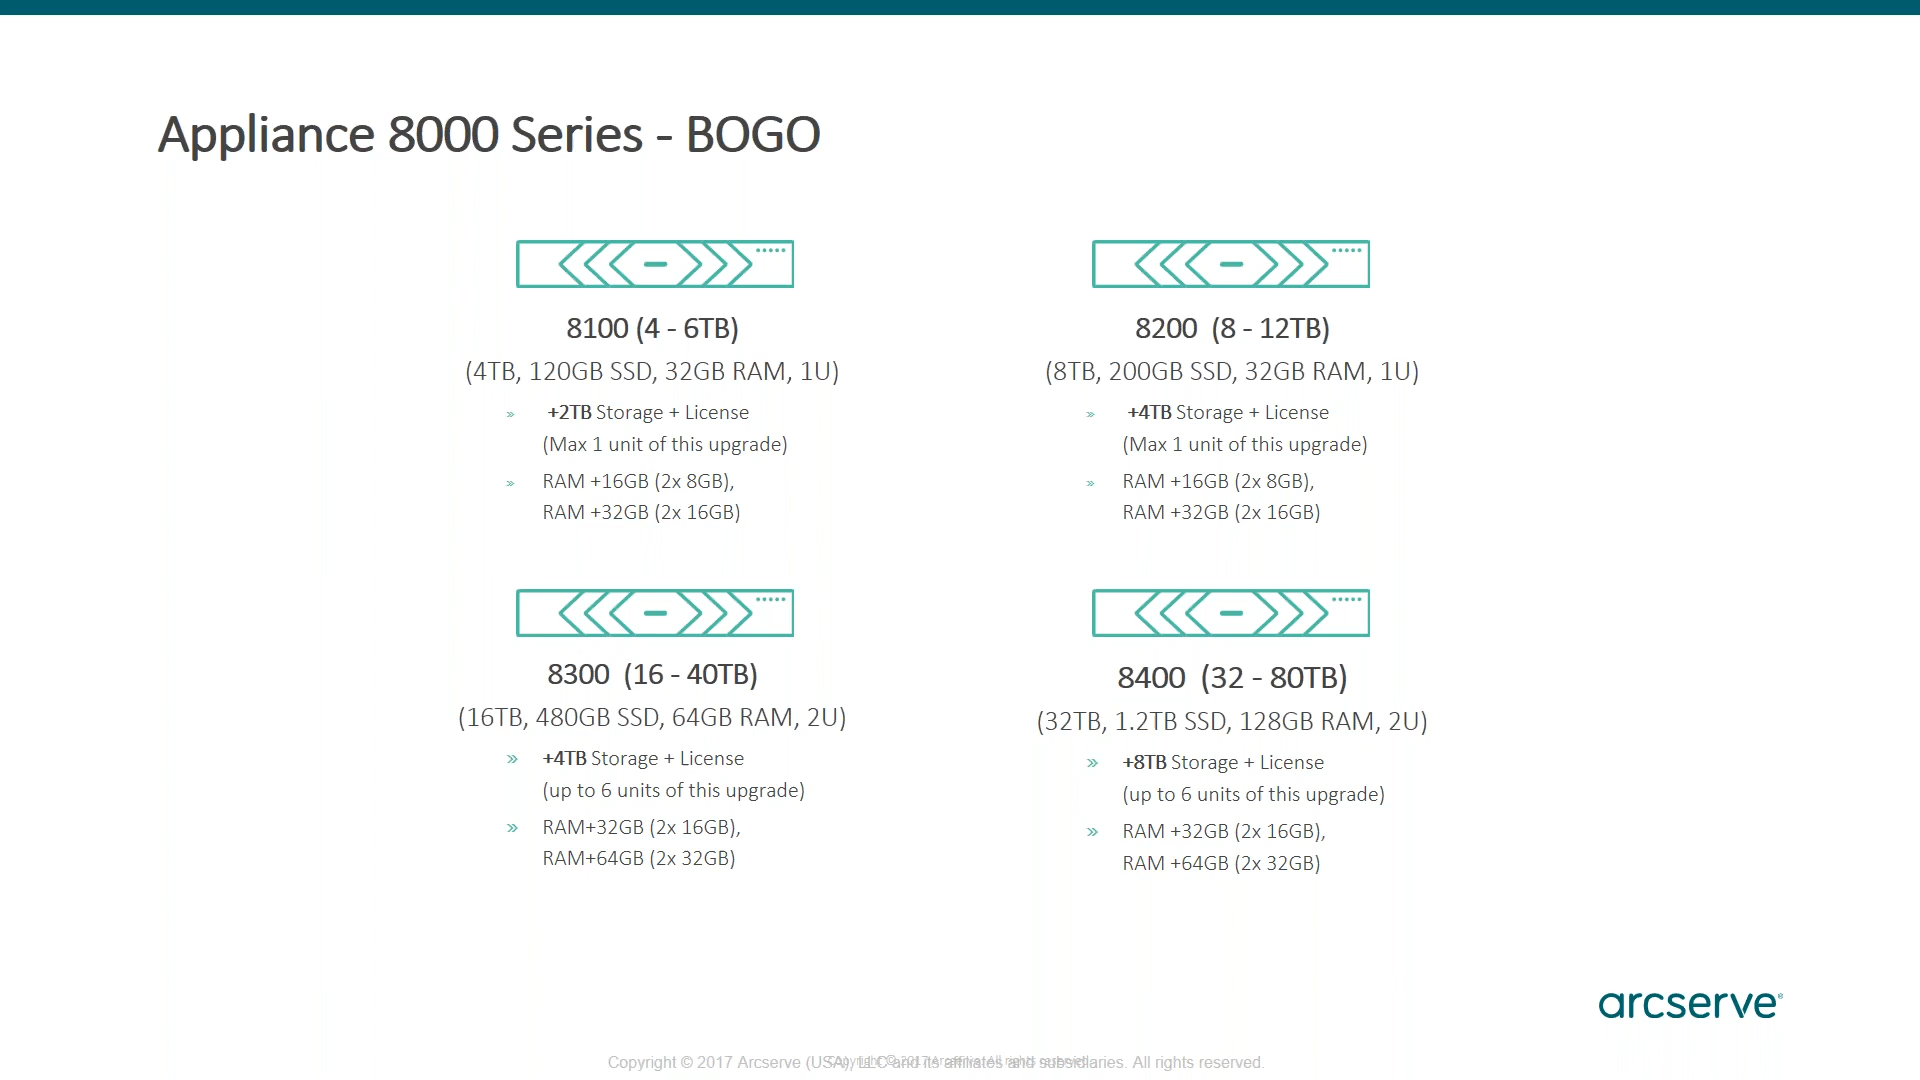 Appliance 8000 Series - BOGO
8100 (4 - 6TB)
(4TB, 120GB SSD, 32GB RAM, 1U)
» +2TB Storage + License
(Max 1 unit of this upgrade)
» RAM +16GB (2x 8GB),
RAM +32GB (2x 16GB)
8200 (8 - 12TB)
(8TB, 200GB SSD, 32GB RAM, 1U)
» +4TB Storage + License
(Max 1 unit of this upgrade)
» RAM +16GB (2x 8GB),
RAM +32GB (2x 16GB)
8300 (16 - 40TB)
(16TB, 480GB SSD, 64GB RAM, 2U)
» +4TB Storage + License
(up to 6 units of this upgrade)
» RAM+32GB (2x 16GB),
RAM+64GB (2x 32GB)
8400 (32 - 80TB)
(32TB, 1.2TB SSD, 128GB RAM, 2U)
» +8TB Storage + License
(up to 6 units of this upgrade)
» RAM +32GB (2x 16GB),
RAM +64GB (2x 32GB)
arcserve®
Copyright © 2017 Arcserve (USA), LLC and its affiliates and subsidiaries. All rights reserved.
Copyright © 2017 Arcserve. All rights reserved.